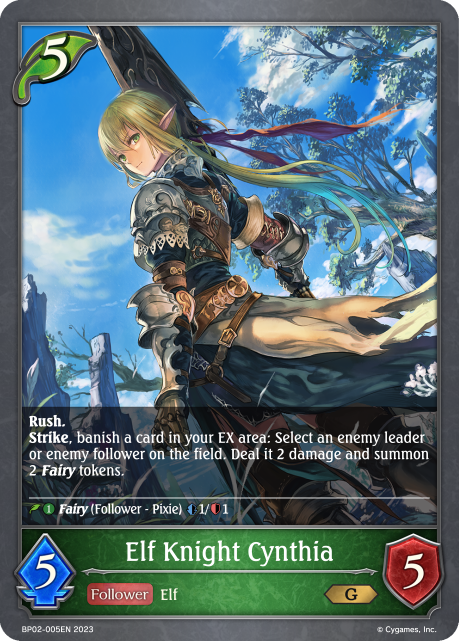 5
Rush.
Strike, banish a card in your EX area: Select an enemy leader
or enemy follower on the field. Deal it 2 damage and summon
2 Fairy tokens.
1 Fairy (Follower - Pixie) 1/1
Elf Knight Cynthia
5
Follower Elf
G
5
BP02-005EN 2023
© Cygames, Inc.